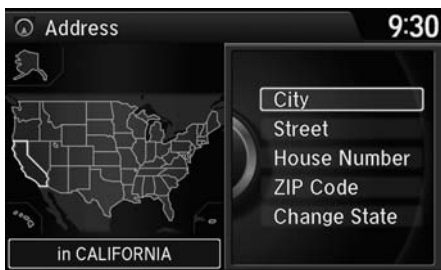 Address
9:30
City
Street
House Number
ZIP Code
Change State
in CALIFORNIA